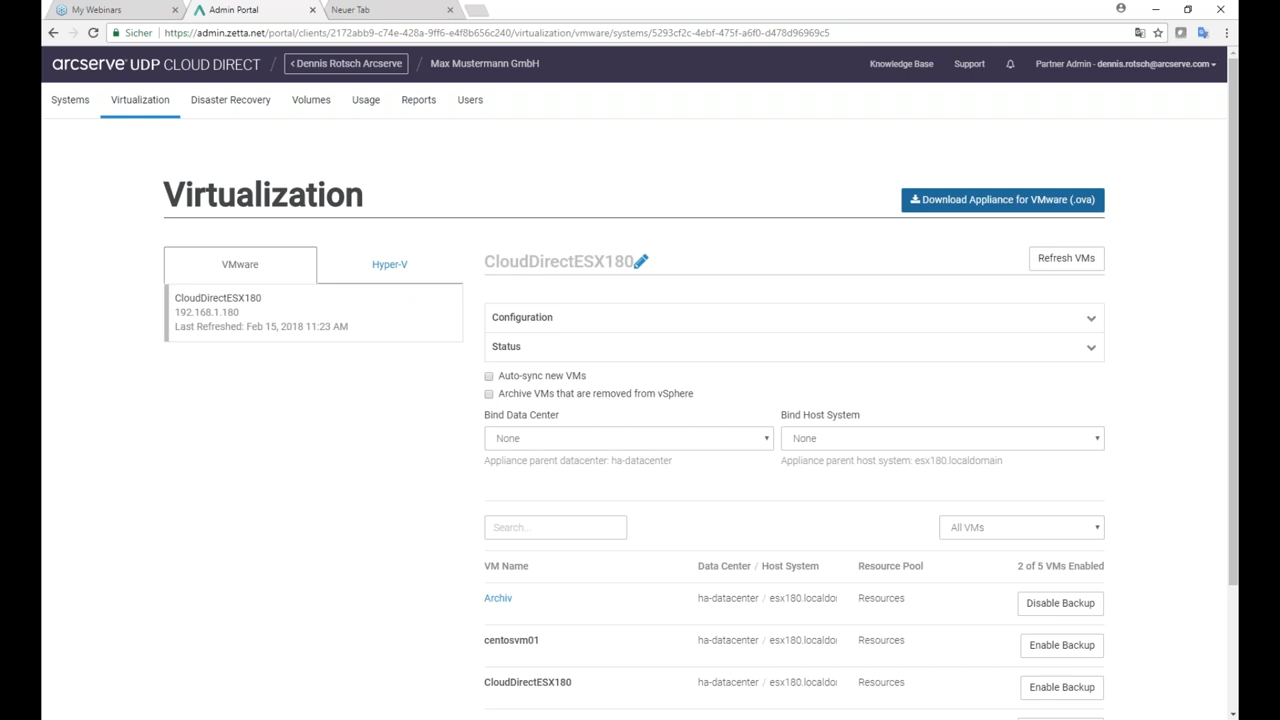 My Webinars
Admin Portal
Neuer Tab
Sicher https://admin.zetta.net/portal/clients/2172abb9-c74e-428a-9ff6-e4f8b656c240/virtualization/vmware/systems/5293cf2c-4ebf-475f-a6f0-d478d96969c5
arcserve UDP CLOUD DIRECT / < Dennis Rotsch Arcserve / Max Mustermann GmbH
Knowledge Base Support Partner Admin - dennis.rotsch@arcserve.com
Systems Virtualization Disaster Recovery Volumes Usage Reports Users
Virtualization
Download Appliance for VMware (.ova)
VMware
Hyper-V
CloudDirectESX180
192.168.1.180
Last Refreshed: Feb 15, 2018 11:23 AM
CloudDirectESX180
Refresh VMs
Configuration
Status
Auto-sync new VMs
Archive VMs that are removed from vSphere
Bind Data Center Bind Host System
None None
Appliance parent datacenter: ha-datacenter Appliance parent host system: esx180.localdomain
Search... All VMs
VM Name Data Center / Host System Resource Pool 2 of 5 VMs Enabled
Archiv ha-datacenter / esx180.localdoi Resources Disable Backup
centosvm01 ha-datacenter / esx180.localdoi Resources Enable Backup
CloudDirectESX180 ha-datacenter / esx180.localdoi Resources Enable Backup